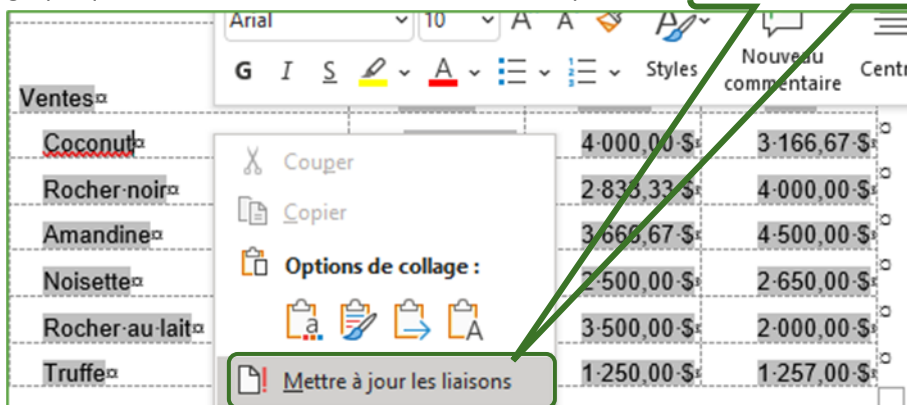 Arial 10 A A
G I S A Styles Nouveau commentaire Centr
Ventes¤
Coconut¤ 4·000,00·$¤ 3·166,67·$¤
Couper
Rocher·noir¤ 2·833,33·$¤ 4·000,00·$¤
Copier
Amandine¤ 3·666,67·$¤ 4·500,00·$¤
Options de collage :
Noisette¤ 2·500,00·$¤ 2·650,00·$¤
Rocher·au·lait¤ 3·500,00·$¤ 2·000,00·$¤
Truffe¤ 1·250,00·$¤ 1·257,00·$¤
Mettre à jour les liaisons